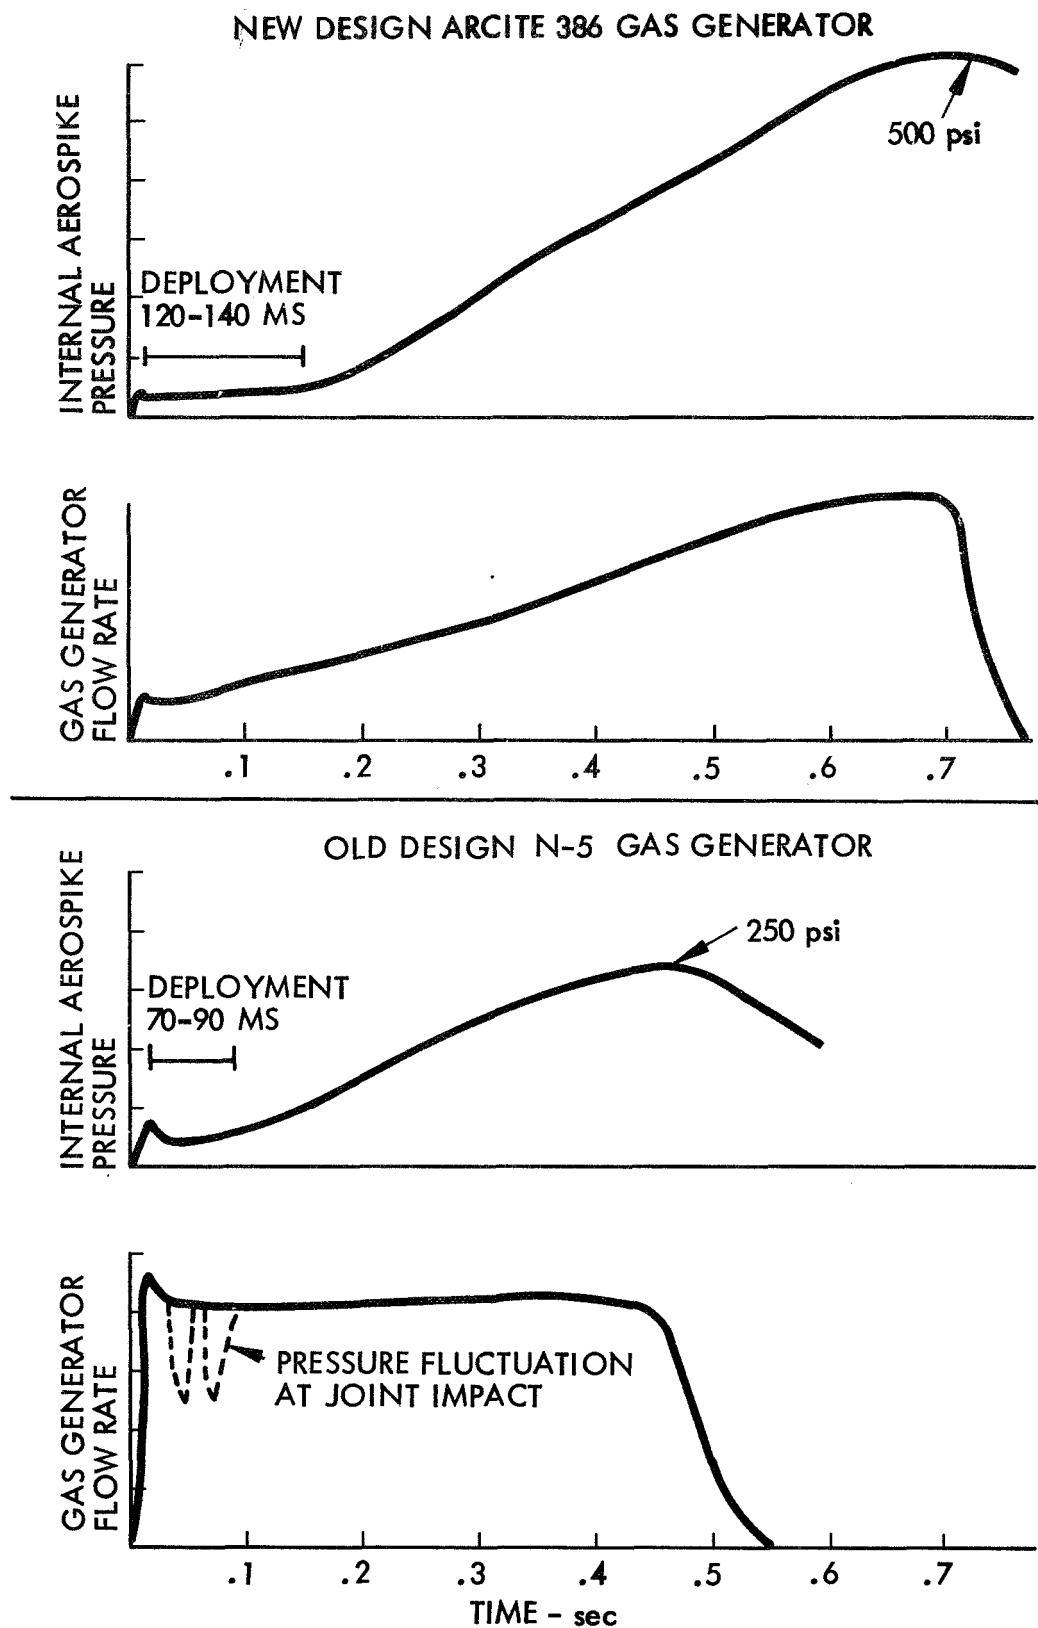 NEW DESIGN ARCITE 386 GAS GENERATOR
INTERNAL AEROSPIKE
PRESSURE
500 psi
DEPLOYMENT
120-140 MS
GAS GENERATOR
FLOW RATE
.1 .2 .3 .4 .5 .6 .7
OLD DESIGN N-5 GAS GENERATOR
INTERNAL AEROSPIKE
PRESSURE
250 psi
DEPLOYMENT
70-90 MS
GAS GENERATOR
FLOW RATE
PRESSURE FLUCTUATION
AT JOINT IMPACT
.1 .2 .3 .4 .5 .6 .7
TIME - sec